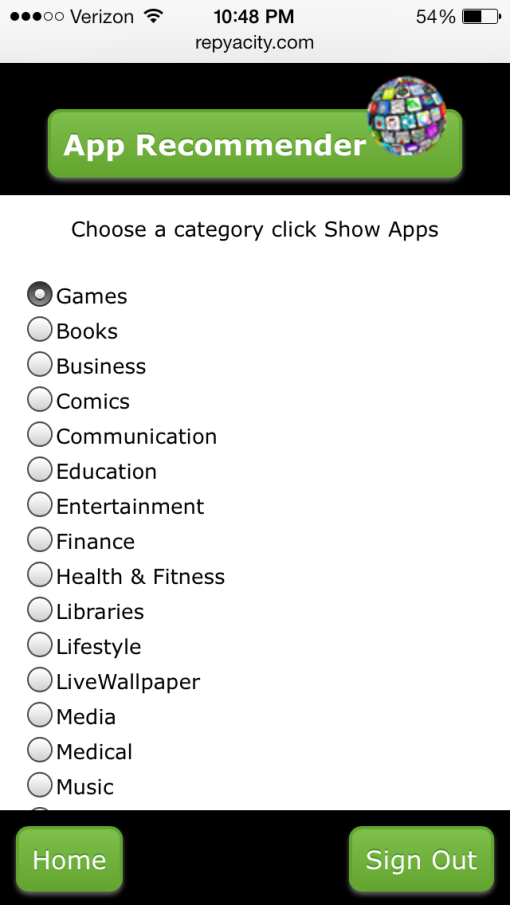 Verizon 10:48 PM 54%
repyacity.com
App Recommender
Choose a category click Show Apps
Games
Books
Business
Comics
Communication
Education
Entertainment
Finance
Health & Fitness
Libraries
Lifestyle
LiveWallpaper
Media
Medical
Music
Home Sign Out